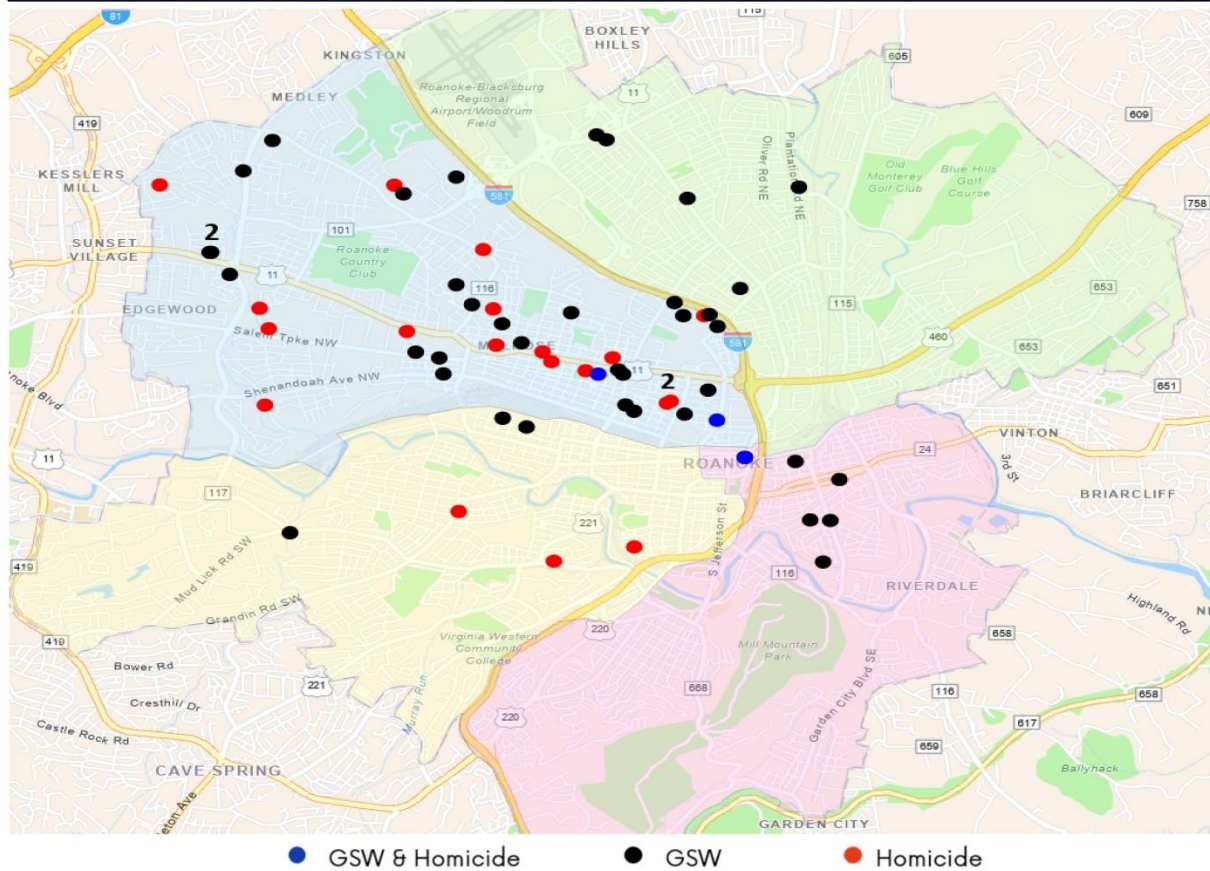 81
115
BOXLEY
HILLS
605
KINGSTON
MEDLEY
Roanoke-Blacksburg
Regional
Airport/Woodrum
Field
11
419
609
Oliver Rd NE
Plantation Rd NE
Old
Monterey
Golf Club
Blue Hills
Golf
Course
KESSLERS
MILL
581
758
101
2
SUNSET
VILLAGE
Roanoke
Country
Club
11
116
653
EDGEWOOD
115
Salem Tpke NW
581
460
653
11
Shenandoah Ave NW
2
651
noke Blvd
VINTON
24
3rd St
11
ROANOKE
BRIARCLIFF
117
221
S Jefferson St
419
Mud Lick Rd SW
116
RIVERDALE
Highland Rd
Grandin Rd SW
220
658
419
Virginia Western
Community
College
Mill Mountain
Park
Bower Rd
221
Murray Run
668
Garden City Blvd SE
116
658
Cresthill Dr
220
617
Castle Rock Rd
659
CAVE SPRING
Ballyhack
eton Ave
GARDEN CITY
GSW & Homicide
GSW
Homicide